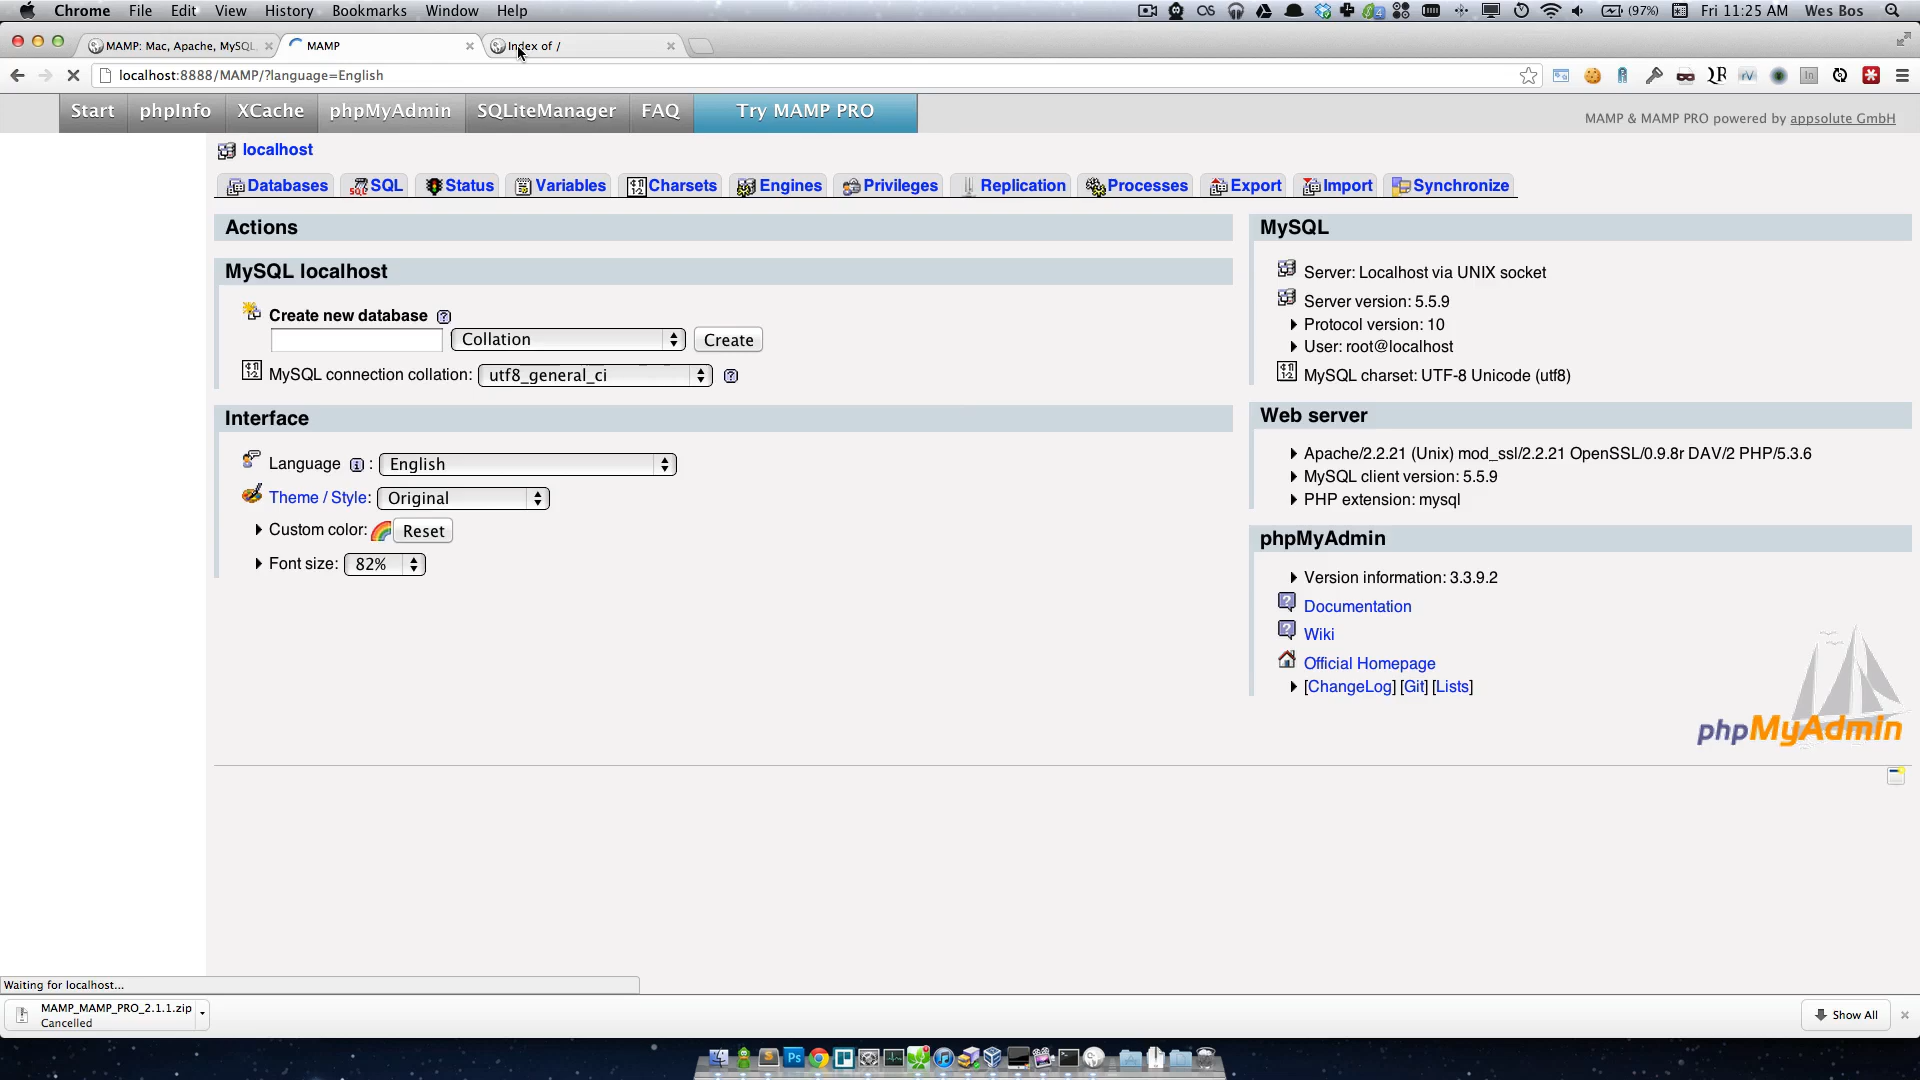 Chrome File Edit View History Bookmarks Window Help
(97%) Fri 11:25 AM Wes Bos
MAMP: Mac, Apache, MySQL,
MAMP
Index of /
localhost:8888/MAMP/?language=English
Start phpInfo XCache phpMyAdmin SQLiteManager FAQ Try MAMP PRO
MAMP & MAMP PRO powered by appsolute GmbH
localhost
Databases SQL Status Variables Charsets Engines Privileges Replication Processes Export Import Synchronize
Actions
MySQL localhost
Create new database
Collation Create
MySQL connection collation: utf8_general_ci
Interface
Language : English
Theme / Style: Original
Custom color: Reset
Font size: 82%
MySQL
Server: Localhost via UNIX socket
Server version: 5.5.9
Protocol version: 10
User: root@localhost
MySQL charset: UTF-8 Unicode (utf8)
Web server
Apache/2.2.21 (Unix) mod_ssl/2.2.21 OpenSSL/0.9.8r DAV/2 PHP/5.3.6
MySQL client version: 5.5.9
PHP extension: mysql
phpMyAdmin
Version information: 3.3.9.2
Documentation
Wiki
Official Homepage
[ChangeLog] [Git] [Lists]
phpMyAdmin
Waiting for localhost...
MAMP_MAMP_PRO_2.1.1.zip
Cancelled
Show All